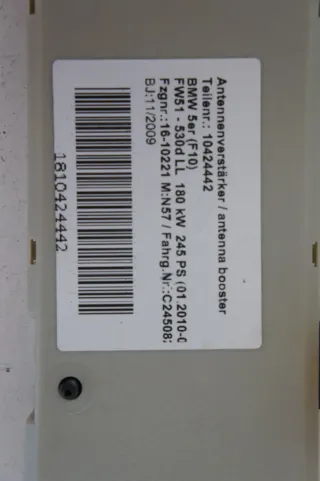 Antennenverstärker / antenna booster
Teilenr.: 10424442
BMW 5er (F10)
FW51 - 530d LL 180 kW 245 PS (01.2010-0
Fzgnr.:16-10221 M:N57 / Fahrg.Nr.:C24508:
BJ:11/2009
1810424442